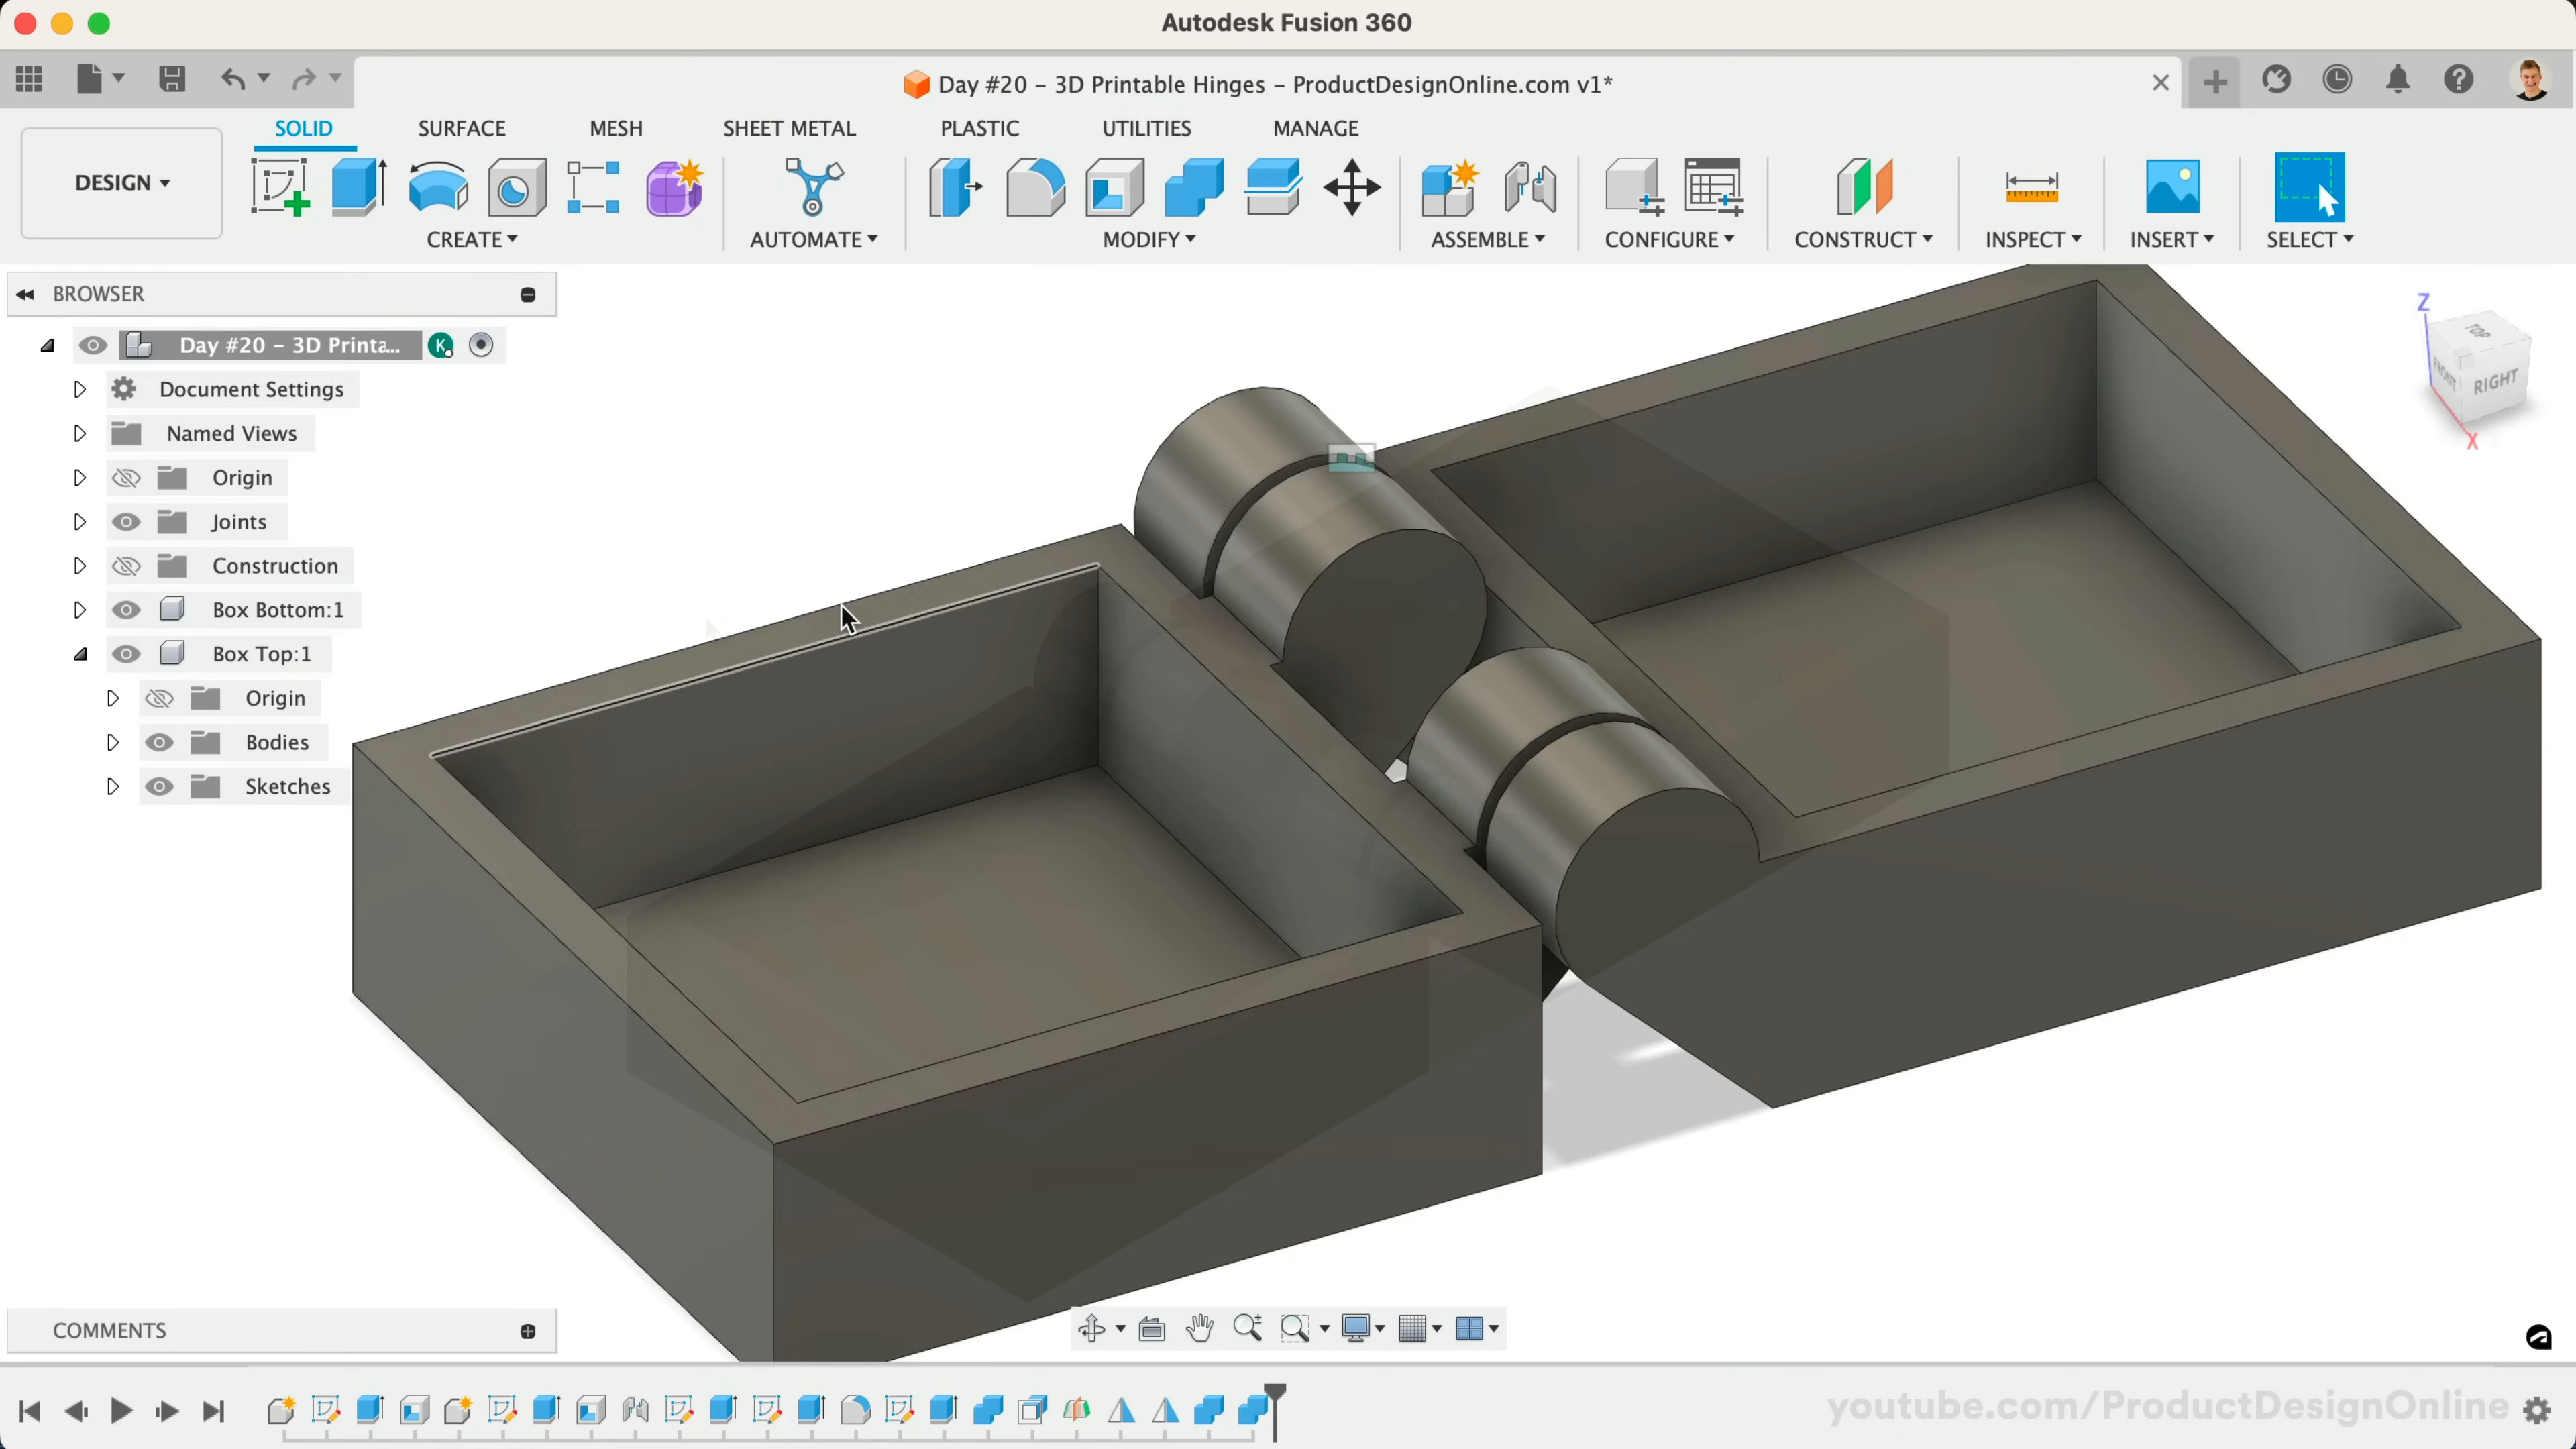 Autodesk Fusion 360
Day #20 - 3D Printable Hinges - ProductDesignOnline.com v1*
SOLID SURFACE MESH SHEET METAL PLASTIC UTILITIES MANAGE
DESIGN
CREATE AUTOMATE MODIFY ASSEMBLE CONFIGURE CONSTRUCT INSPECT INSERT SELECT
BROWSER
Day #20 - 3D Printa... K
Document Settings
Named Views
Origin
Joints
Construction
Box Bottom:1
Box Top:1
Origin
Bodies
Sketches
Z
TOP
FRONT RIGHT
X
COMMENTS
youtube.com/ProductDesignOnline